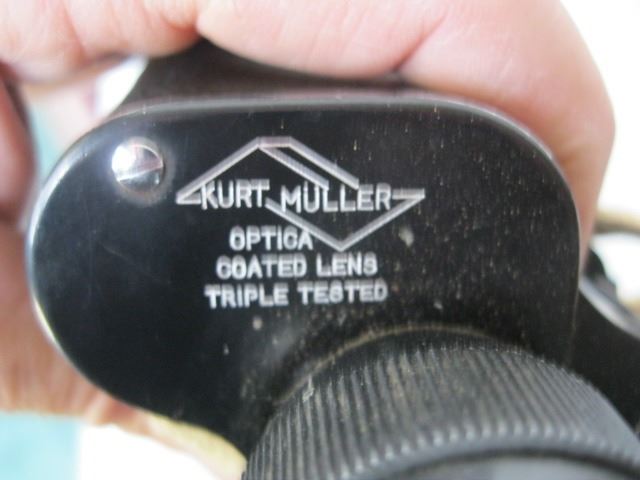 KURT MULLER
OPTICA
COATED LENS
TRIPLE TESTED